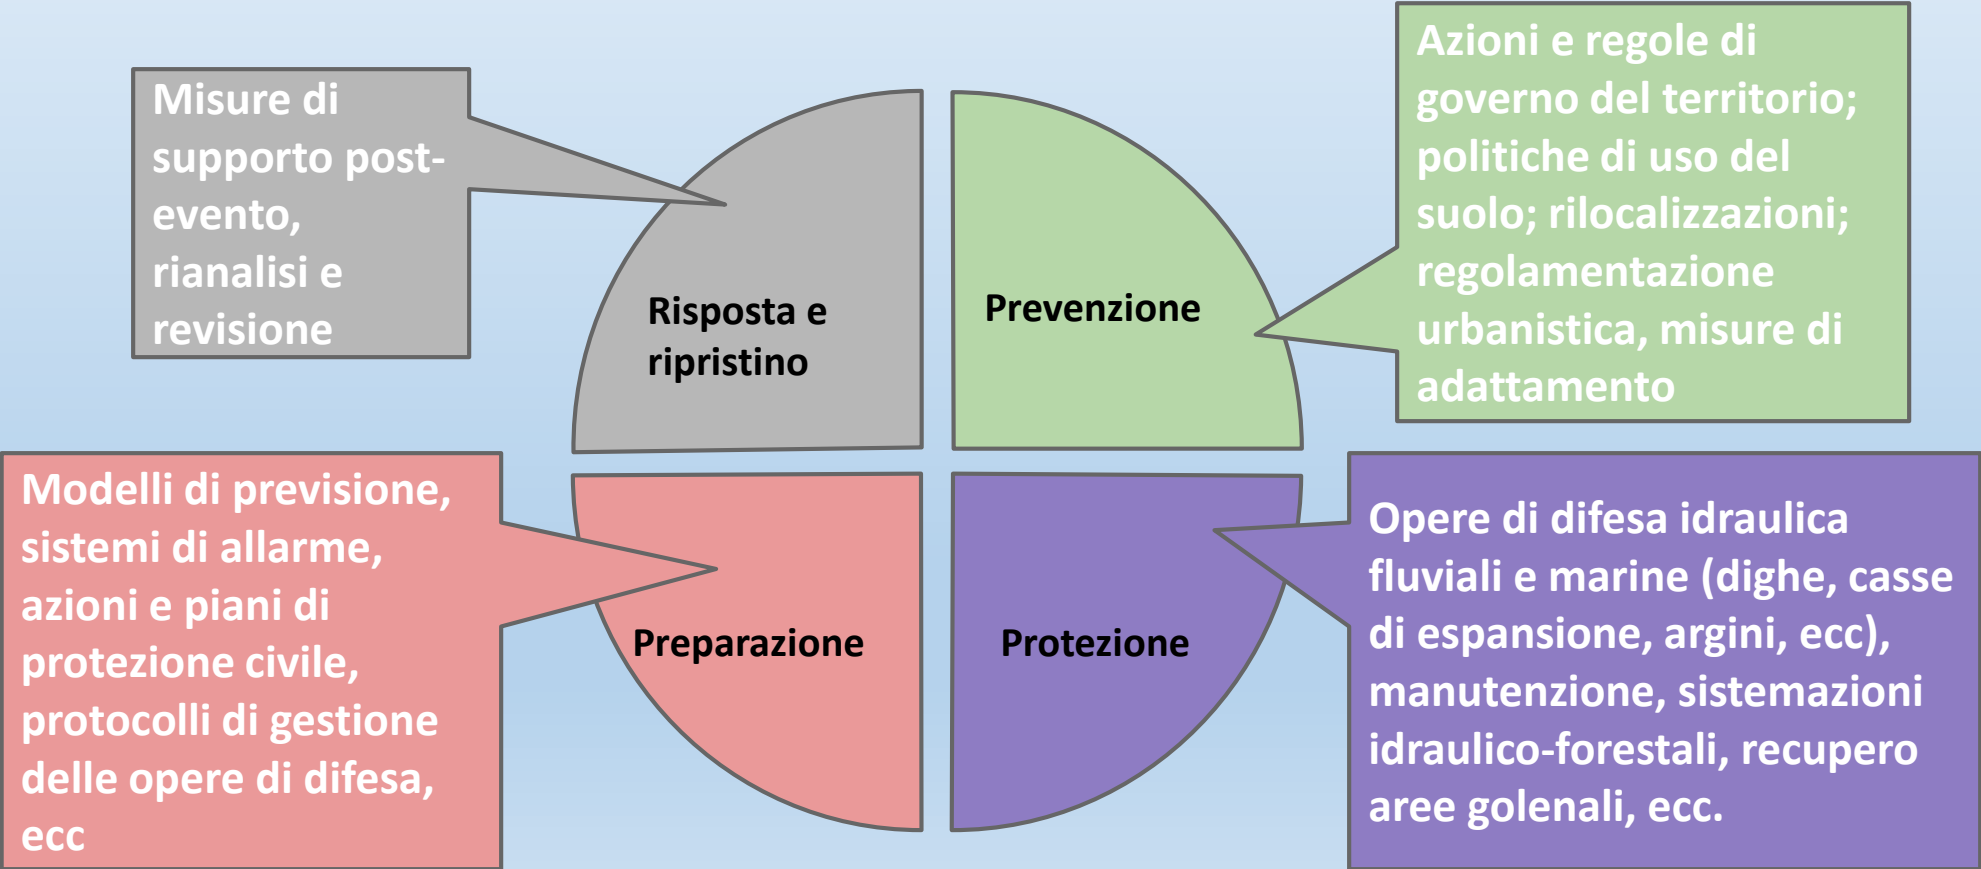 Misure di
supporto post-
evento,
rianalisi e
revisione
Risposta e
ripristino
Prevenzione
Azioni e regole di
governo del territorio;
politiche di uso del
suolo; rilocalizzazioni;
regolamentazione
urbanistica, misure di
adattamento
Modelli di previsione,
sistemi di allarme,
azioni e piani di
protezione civile,
protocolli di gestione
delle opere di difesa,
ecc
Preparazione
Protezione
Opere di difesa idraulica
fluviali e marine (dighe, casse
di espansione, argini, ecc),
manutenzione, sistemazioni
idraulico-forestali, recupero
aree golenali, ecc.